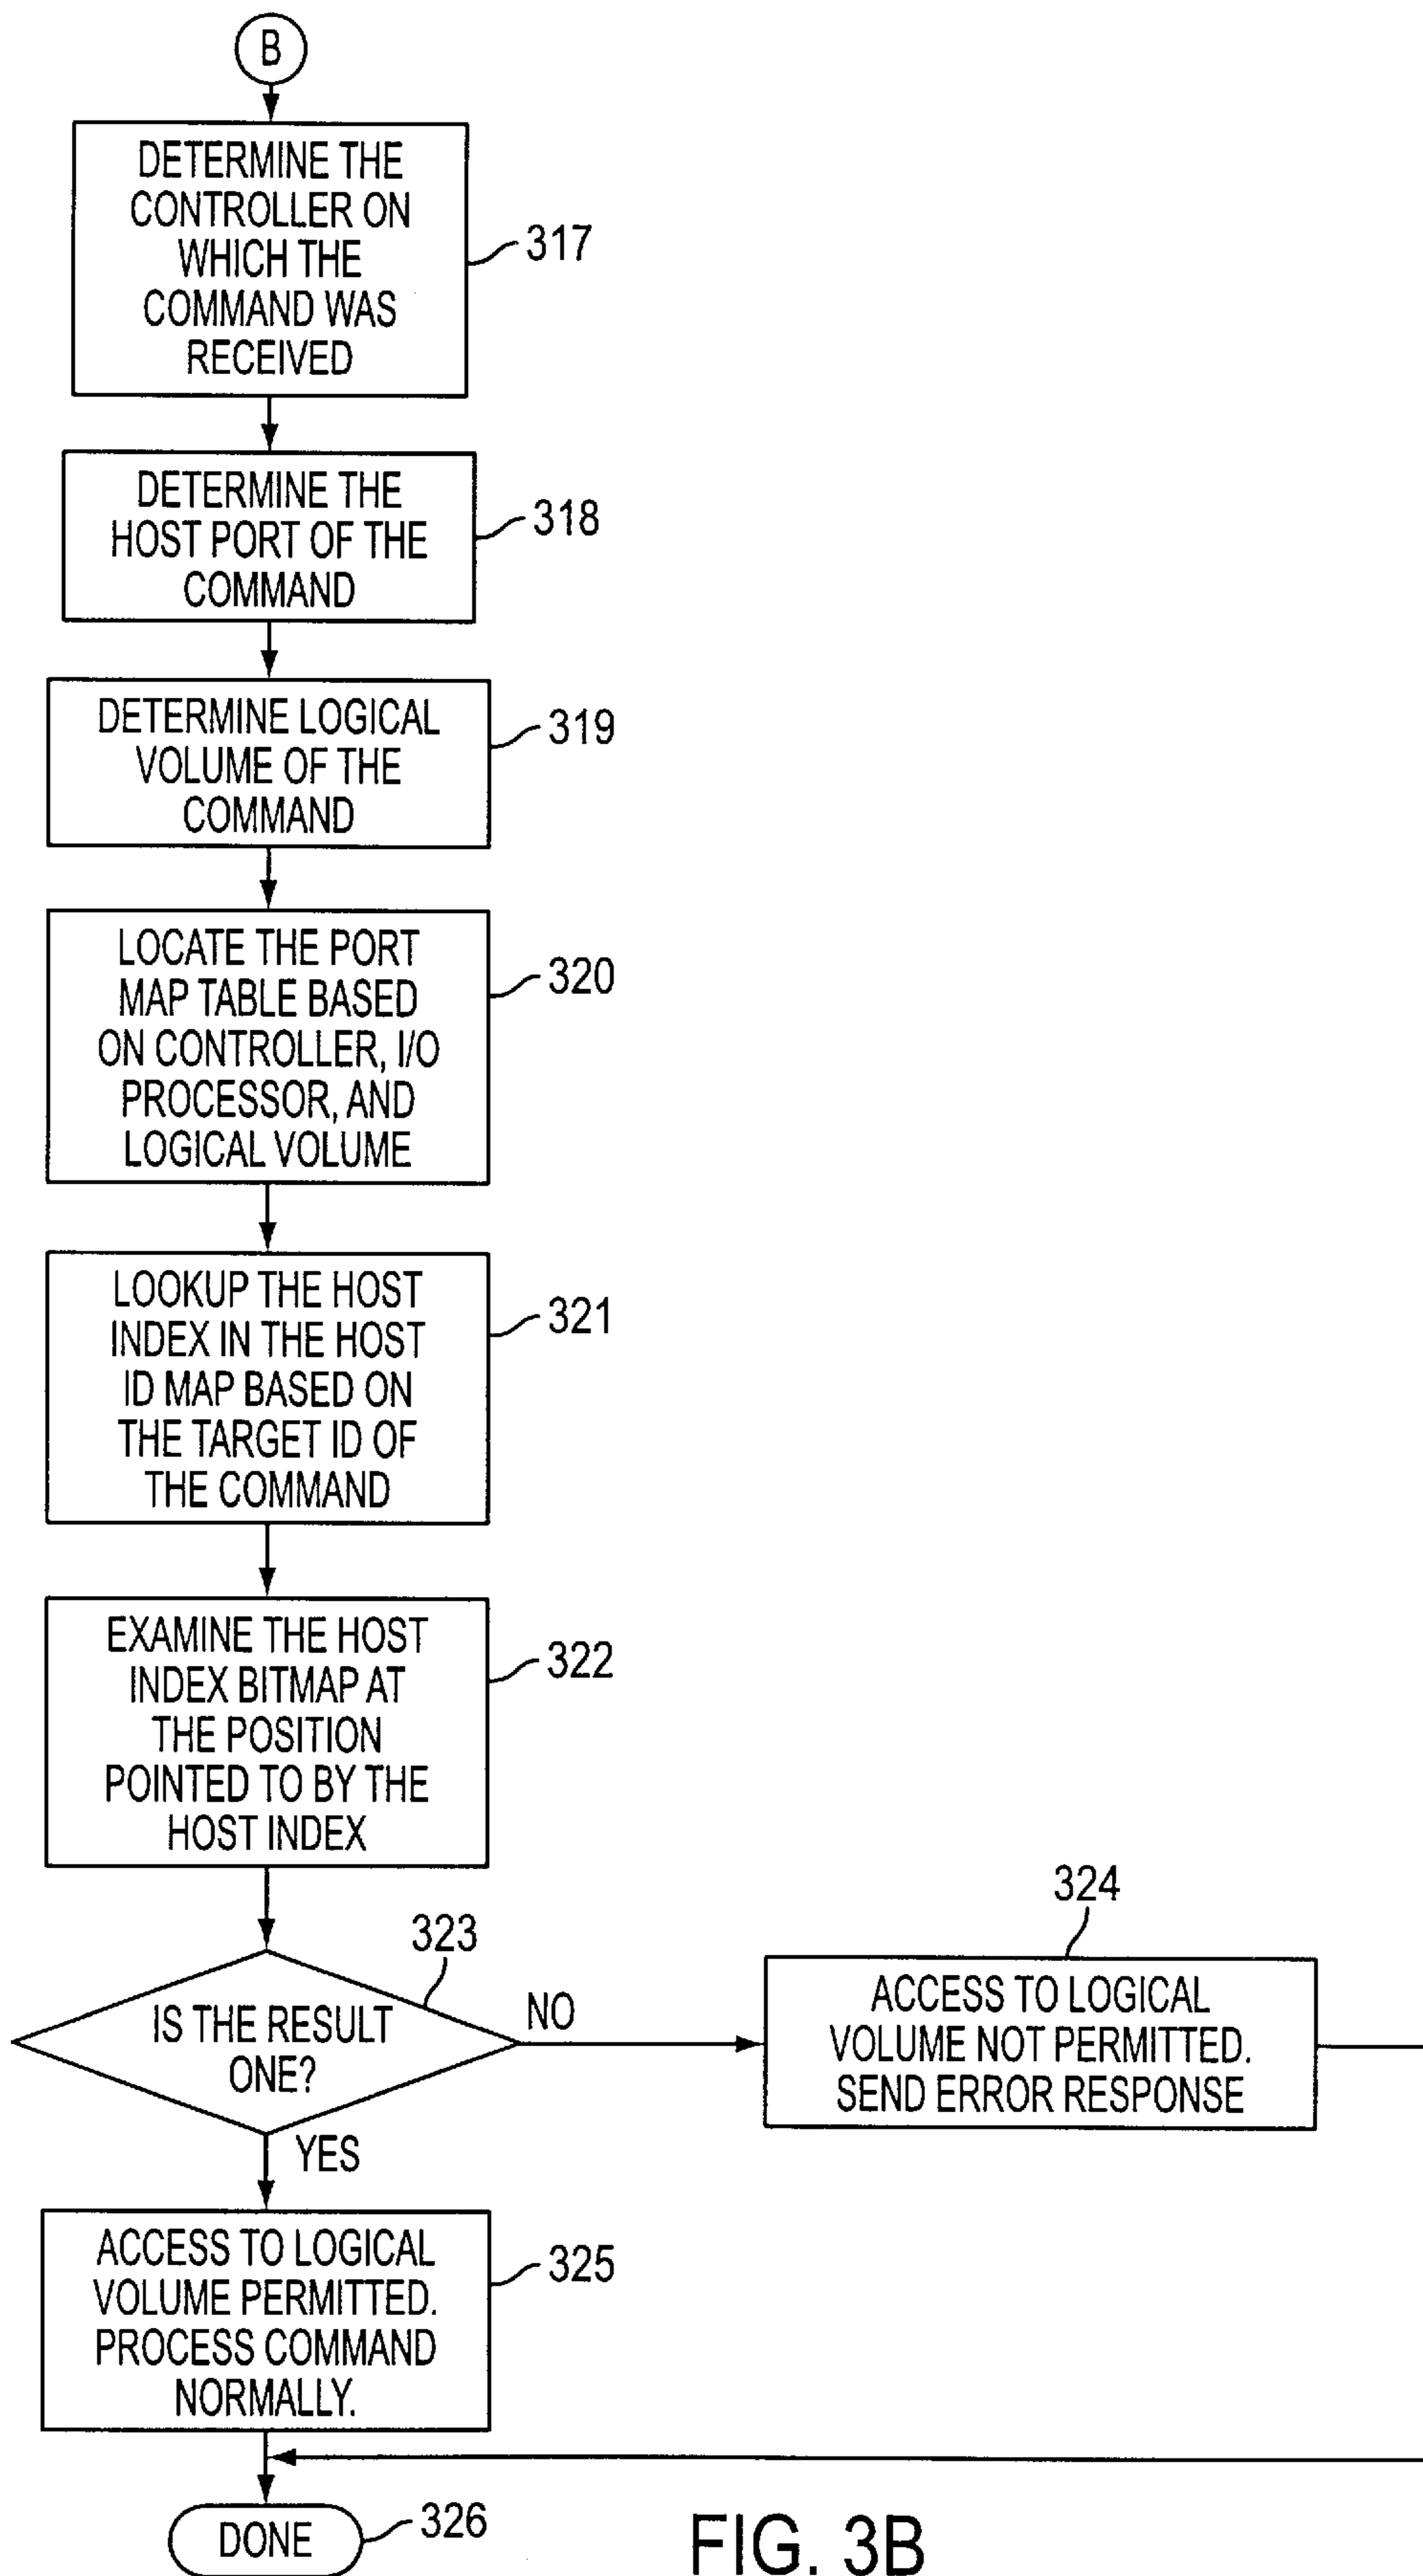 B
DETERMINE THE
CONTROLLER ON
WHICH THE
COMMAND WAS
RECEIVED
317
DETERMINE THE
HOST PORT OF THE
COMMAND
318
DETERMINE LOGICAL
VOLUME OF THE
COMMAND
319
LOCATE THE PORT
MAP TABLE BASED
ON CONTROLLER, I/O
PROCESSOR, AND
LOGICAL VOLUME
320
LOOKUP THE HOST
INDEX IN THE HOST
ID MAP BASED ON
THE TARGET ID OF
THE COMMAND
321
EXAMINE THE HOST
INDEX BITMAP AT
THE POSITION
POINTED TO BY THE
HOST INDEX
322
IS THE RESULT
ONE?
323
NO
324
ACCESS TO LOGICAL
VOLUME NOT PERMITTED.
SEND ERROR RESPONSE
YES
ACCESS TO LOGICAL
VOLUME PERMITTED.
PROCESS COMMAND
NORMALLY.
325
DONE
326
FIG. 3B